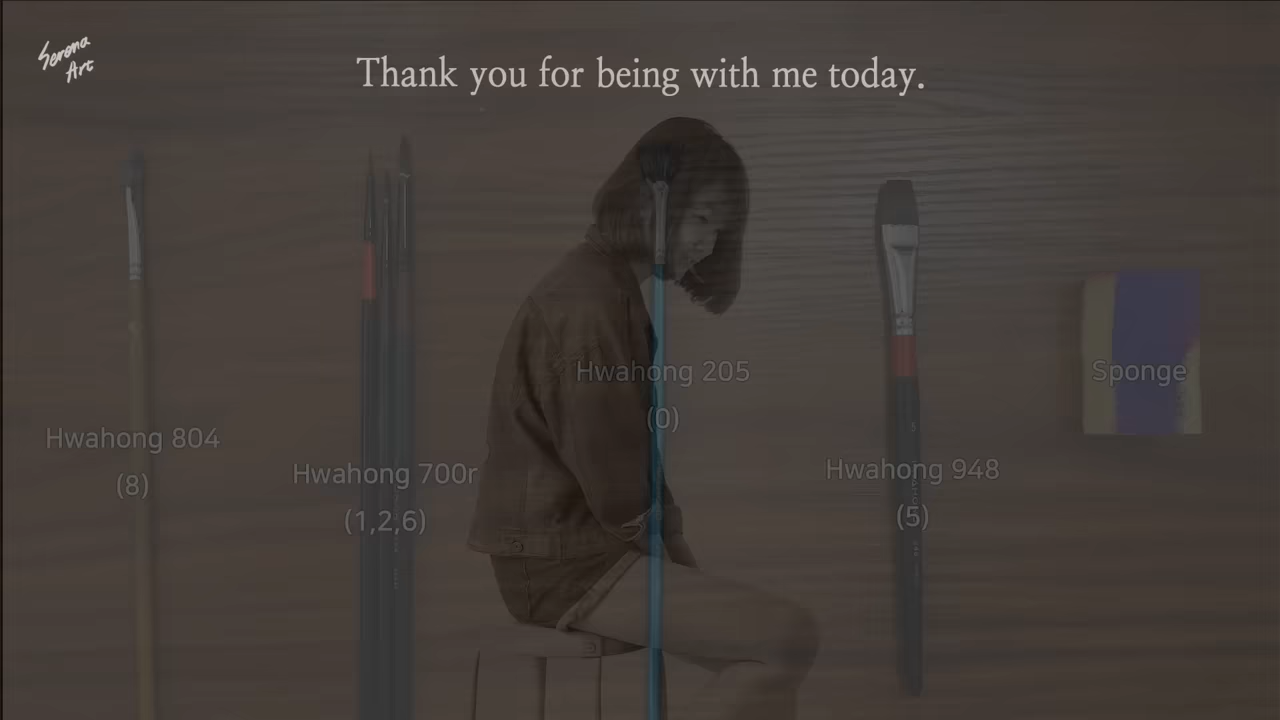 Serona
Art
Thank you for being with me today.
Hwahong 804
(8)
Hwahong 700r
(1,2,6)
Hwahong 205
(0)
Hwahong 948
(5)
Sponge